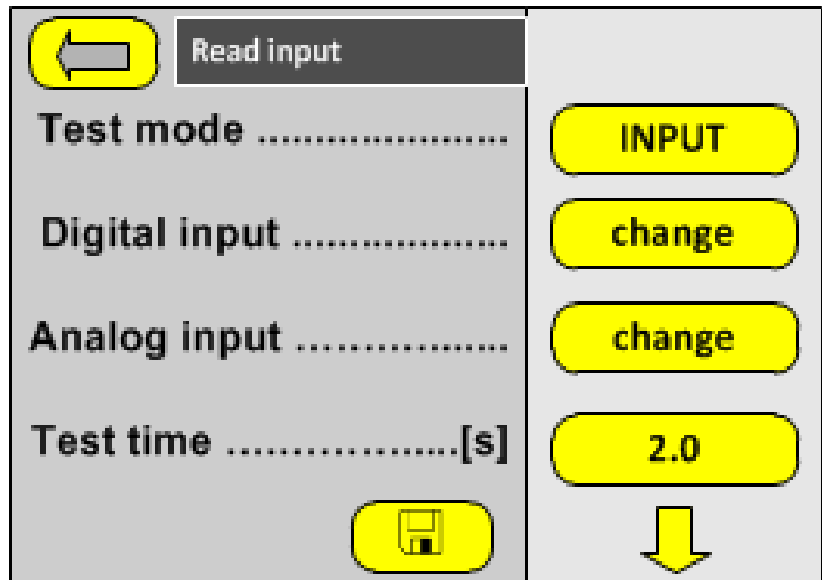 Read input
Test mode ...................... INPUT
Digital input ................... change
Analog input ................... change
Test time .....................[s] 2.0